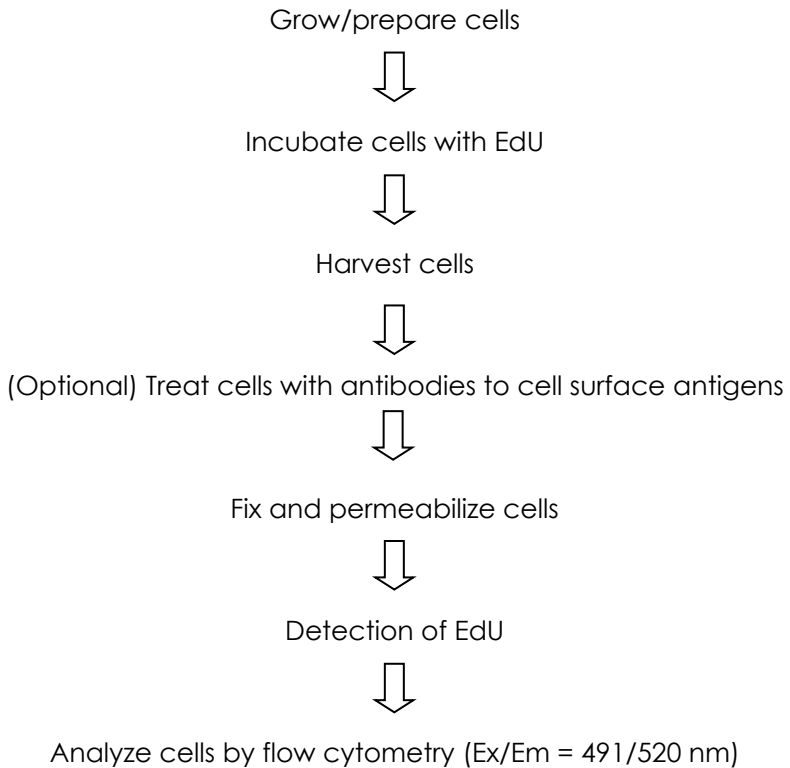 Grow/prepare cells
Incubate cells with EdU
Harvest cells
(Optional) Treat cells with antibodies to cell surface antigens
Fix and permeabilize cells
Detection of EdU
Analyze cells by flow cytometry (Ex/Em = 491/520 nm)